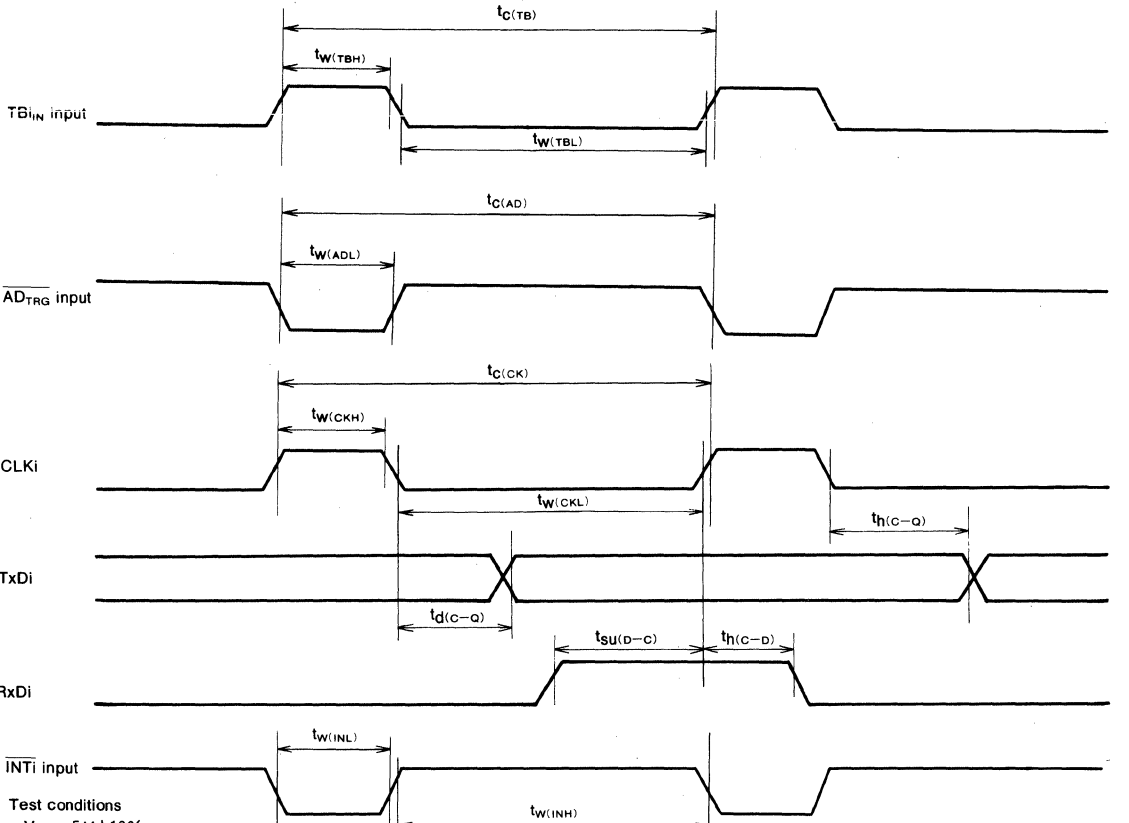 tC(TB)
tW(TBH)
TBiIN input
tW(TBL)
tC(AD)
tW(ADL)
ADTRG input
tC(CK)
tW(CKH)
CLKi
tW(CKL)
th(C−Q)
TxDi
td(C−Q)
tsu(D−C)
th(C−D)
RxDi
tW(INL)
INTi input
Test conditions
tW(INH)